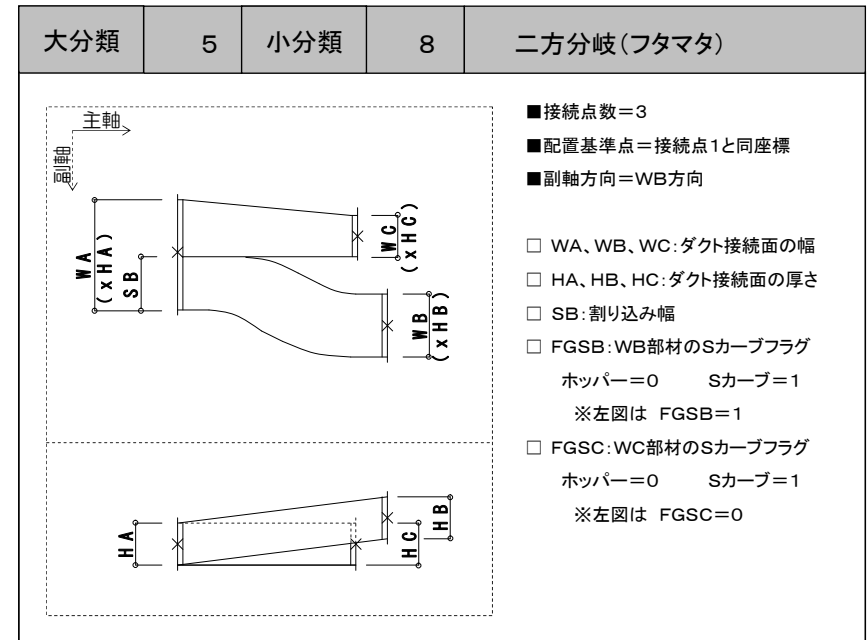 大分類 5 小分類 8 二方分岐(フタマタ)
主軸
副軸
WA
(xHA)
SB
WC
(xHC)
WB
(xHB)
HA
HC
HB
■接続点数=3
■配置基準点=接続点1と同座標
■副軸方向=WB方向
□ WA、WB、WC:ダクト接続面の幅
□ HA、HB、HC:ダクト接続面の厚さ
□ SB:割り込み幅
□ FGSB:WB部材のSカーブフラグ
ホッパー=0 Sカーブ=1
※左図は FGSB=1
□ FGSC:WC部材のSカーブフラグ
ホッパー=0 Sカーブ=1
※左図は FGSC=0